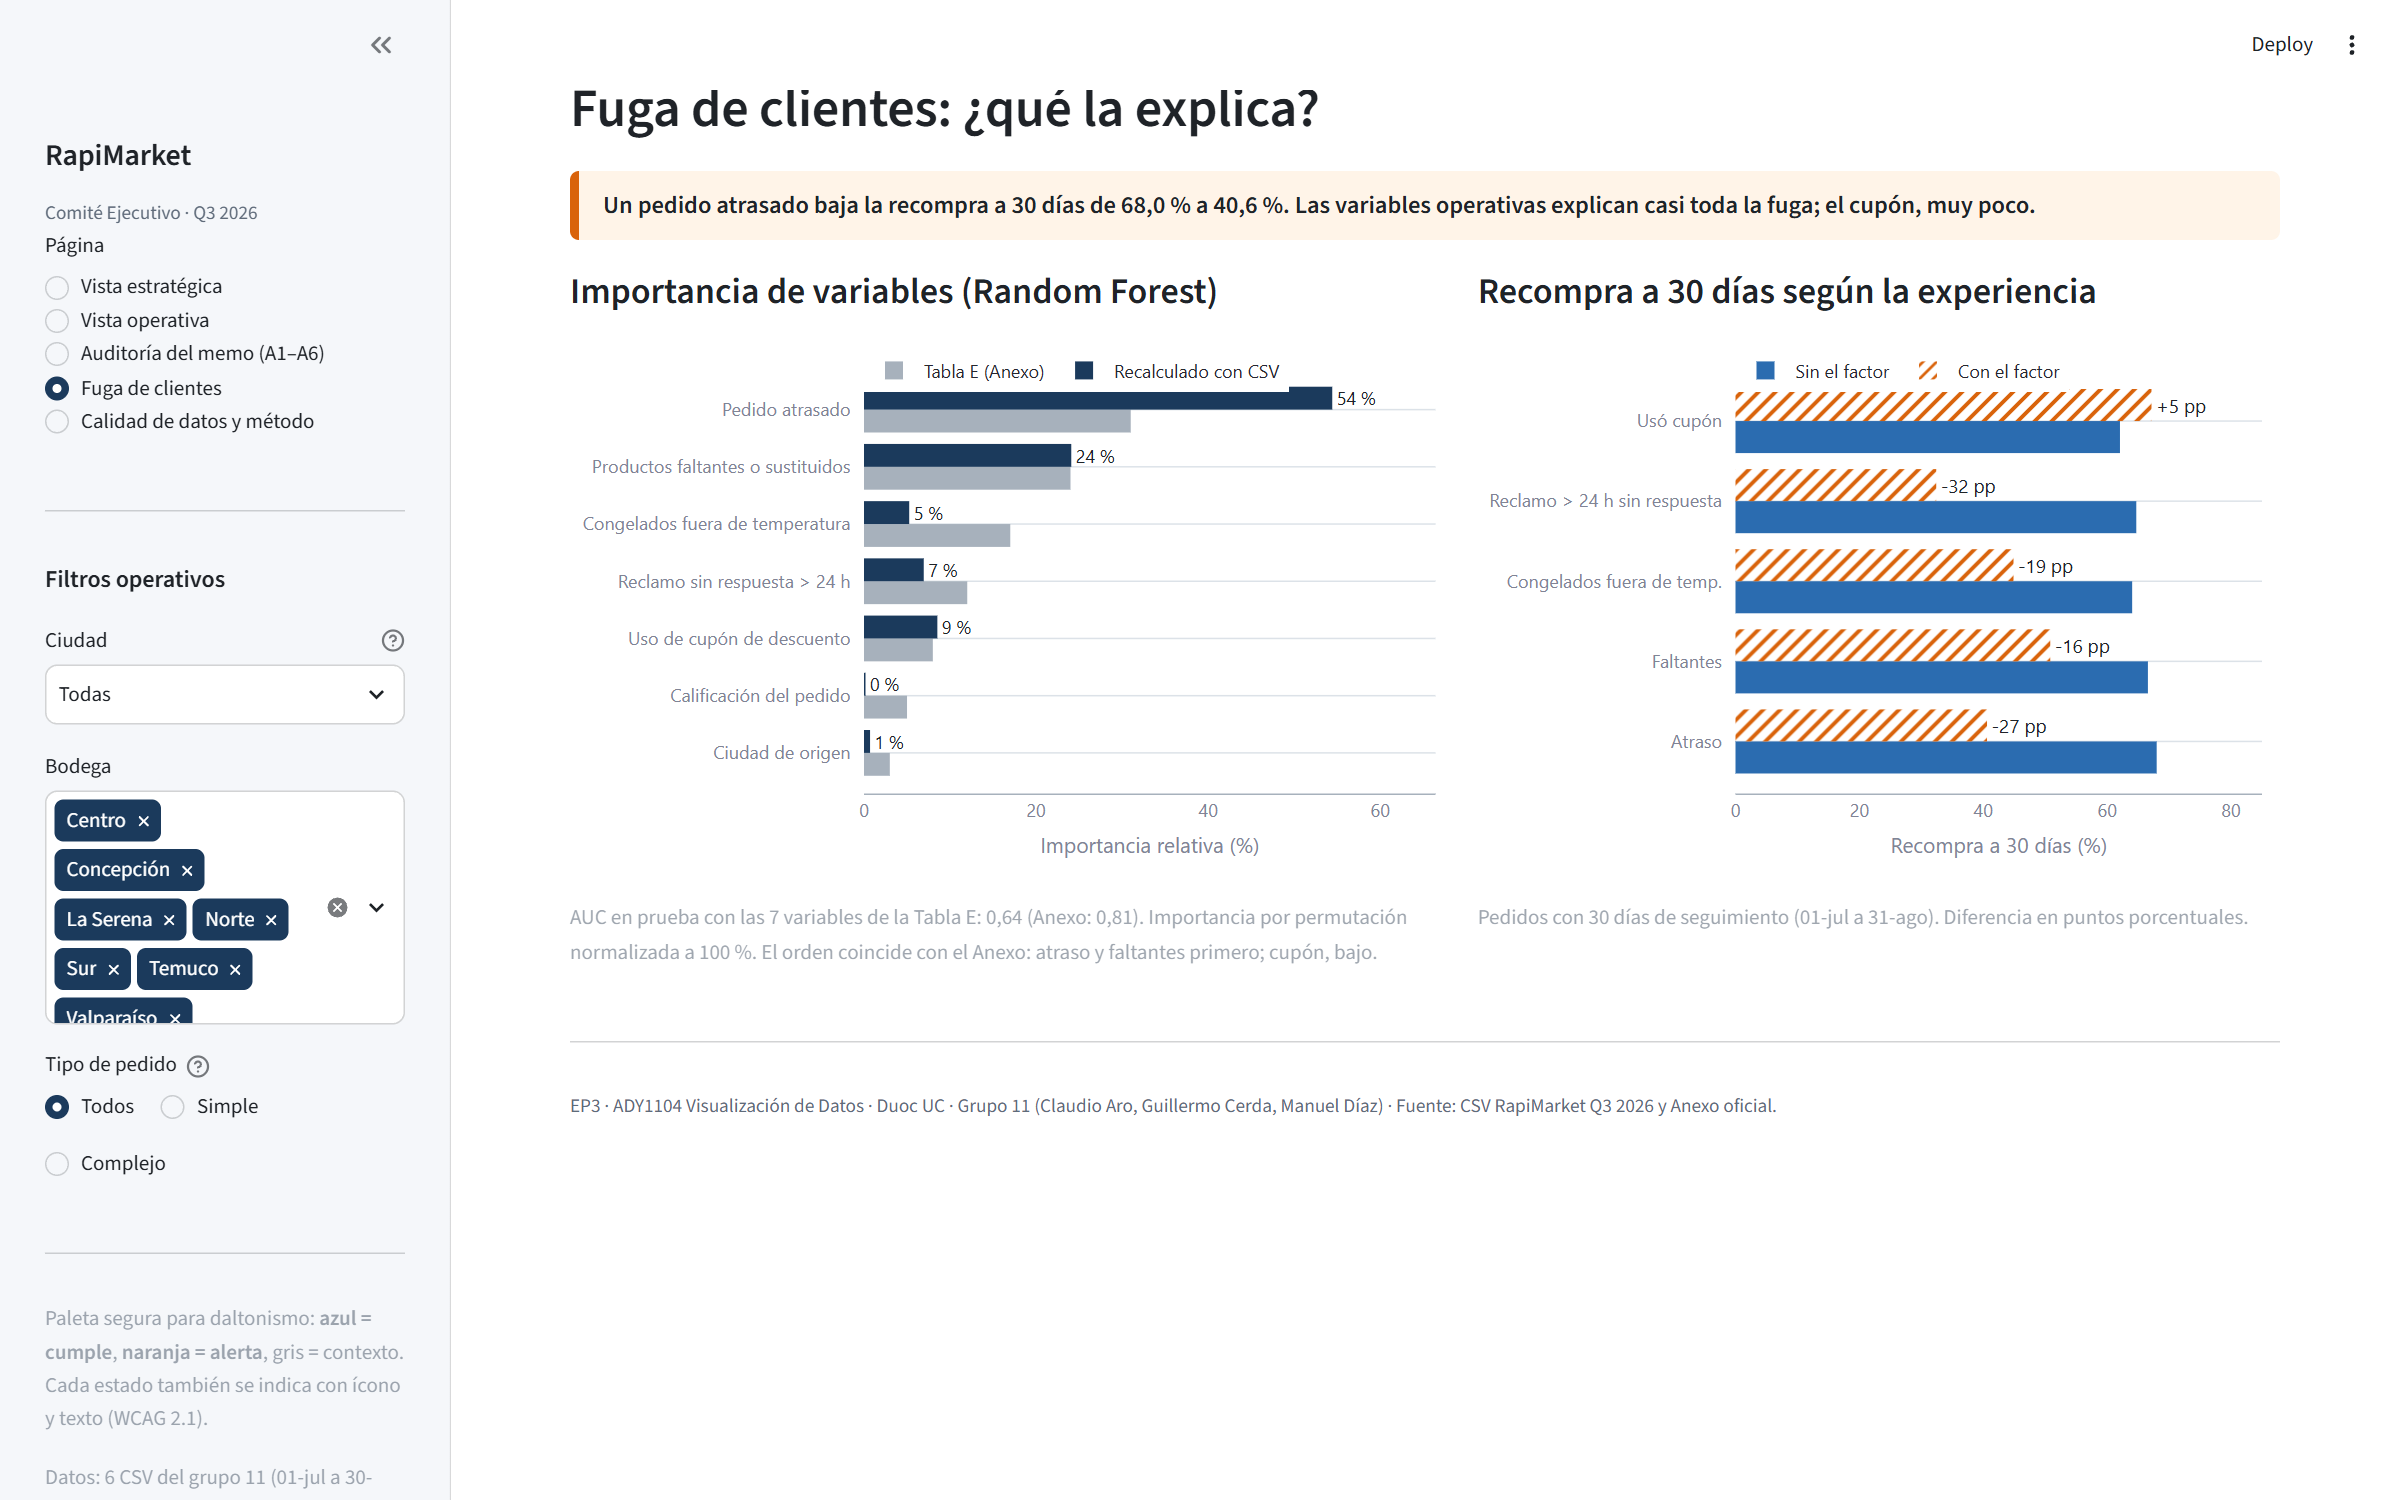 Deploy
RapiMarket
Comité Ejecutivo · Q3 2026
Página
Vista estratégica
Vista operativa
Auditoría del memo (A1–A6)
Fuga de clientes
Calidad de datos y método
Filtros operativos
Ciudad
Todas
Bodega
Centro ×
Concepción ×
La Serena × Norte ×
Sur × Temuco ×
Valparaíso ×
Tipo de pedido
Todos Simple
Complejo
Paleta segura para daltonismo: azul =
cumple, naranja = alerta, gris = contexto.
Cada estado también se indica con ícono
y texto (WCAG 2.1).
Datos: 6 CSV del grupo 11 (01-jul a 30-
Fuga de clientes: ¿qué la explica?
Un pedido atrasado baja la recompra a 30 días de 68,0 % a 40,6 %. Las variables operativas explican casi toda la fuga; el cupón, muy poco.
Importancia de variables (Random Forest)
Tabla E (Anexo) Recalculado con CSV
Pedido atrasado 54 %
Productos faltantes o sustituidos 24 %
Congelados fuera de temperatura 5 %
Reclamo sin respuesta > 24 h 7 %
Uso de cupón de descuento 9 %
Calificación del pedido 0 %
Ciudad de origen 1 %
0 20 40 60
Importancia relativa (%)
AUC en prueba con las 7 variables de la Tabla E: 0,64 (Anexo: 0,81). Importancia por permutación
normalizada a 100 %. El orden coincide con el Anexo: atraso y faltantes primero; cupón, bajo.
Recompra a 30 días según la experiencia
Sin el factor Con el factor
Usó cupón +5 pp
Reclamo > 24 h sin respuesta -32 pp
Congelados fuera de temp. -19 pp
Faltantes -16 pp
Atraso -27 pp
0 20 40 60 80
Recompra a 30 días (%)
Pedidos con 30 días de seguimiento (01-jul a 31-ago). Diferencia en puntos porcentuales.
EP3 · ADY1104 Visualización de Datos · Duoc UC · Grupo 11 (Claudio Aro, Guillermo Cerda, Manuel Díaz) · Fuente: CSV RapiMarket Q3 2026 y Anexo oficial.